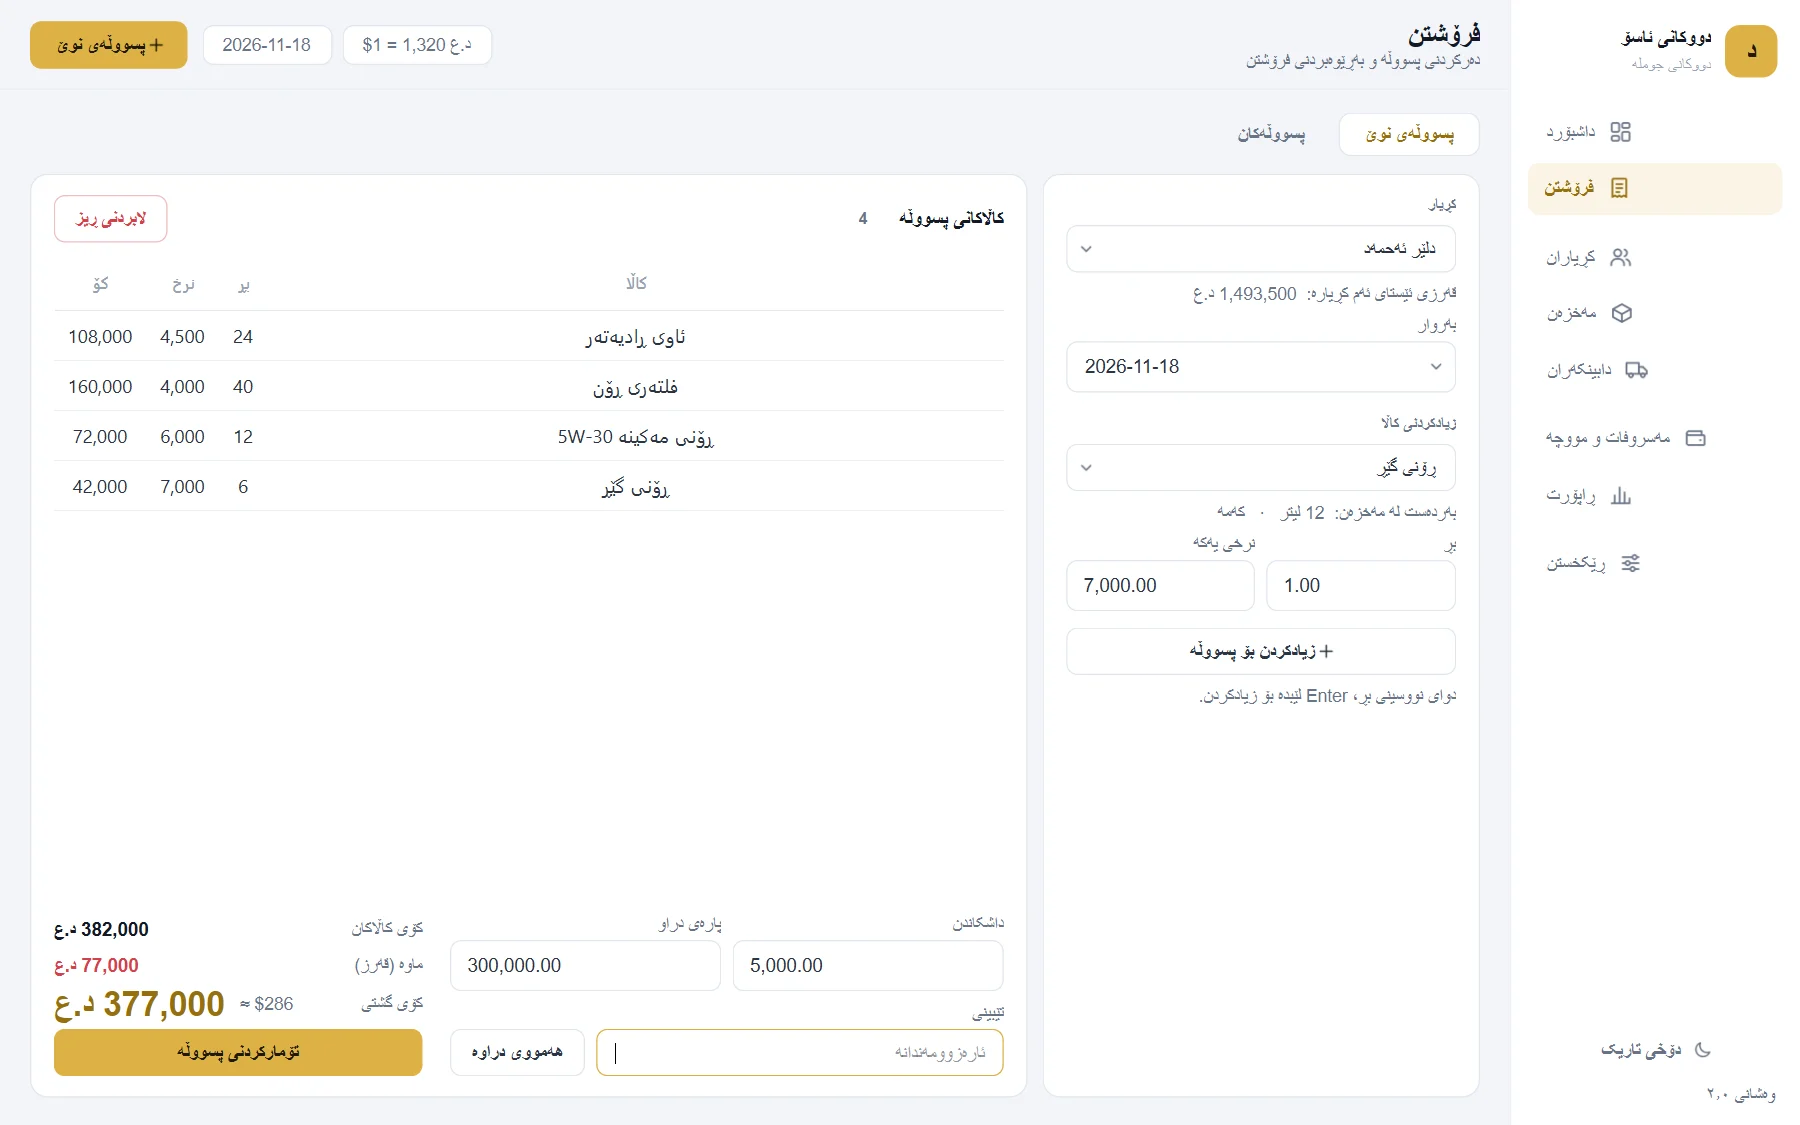 د
دووکانی ئاسۆ
دووکانی جوملە
داشبۆرد
فرۆشتن
کڕیاران
مەخزەن
دابینکەران
مەسروفات و مووچە
ڕاپۆرت
ڕێکخستن
دۆخی تاریک
وەشانی ٢,٠
فرۆشتن
دەرکردنی پسووڵە و بەڕێوەبردنی فرۆشتن
$1 = 1,320 د.ع
2026-11-18
+ پسووڵەی نوێ
پسووڵەی نوێ
پسووڵەکان
کڕیار
دلێر ئەحمەد
قەرزی ئێستای ئەم کڕیارە: 1,493,500 د.ع
بەروار
2026-11-18
زیادکردنی کاڵا
ڕۆنی گێڕ
بەردەست لە مەخزەن: 12 لیتر · کەمە
بڕ نرخی یەکە
1.00 7,000.00
+ زیادکردن بۆ پسووڵە
دوای نووسینی بڕ، Enter لێبدە بۆ زیادکردن.
کاڵاکانی پسووڵە 4
لابردنی ڕیز
کاڵا بڕ نرخ کۆ
ئاوی ڕادیەتەر 24 4,500 108,000
فلتەری ڕۆن 40 4,000 160,000
ڕۆنی مەکینە 5W-30 12 6,000 72,000
ڕۆنی گێڕ 6 7,000 42,000
داشکاندن پارەی دراو
5,000.00 300,000.00
تێبینی
ئارەزوومەندانە
هەمووی دراوە
کۆی کاڵاکان 382,000 د.ع
ماوە (قەرز) 77,000 د.ع
کۆی گشتی ≈ $286 377,000 د.ع
تۆمارکردنی پسووڵە